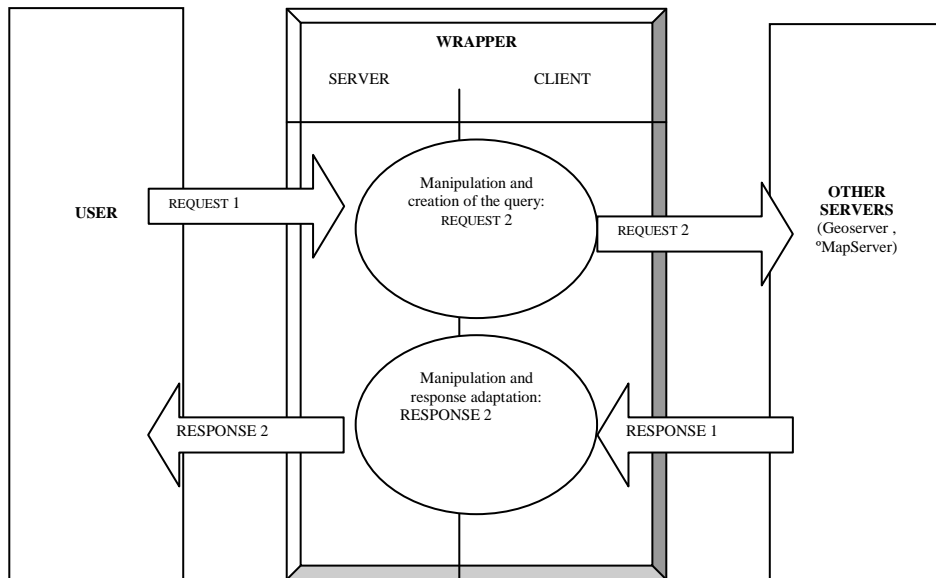 WRAPPER
SERVER
CLIENT
USER
REQUEST 1
Manipulation and
creation of the query:
REQUEST 2
REQUEST 2
OTHER
SERVERS
(Geoserver ,
ºMapServer)
RESPONSE 2
Manipulation and
response adaptation:
RESPONSE 2
RESPONSE 1